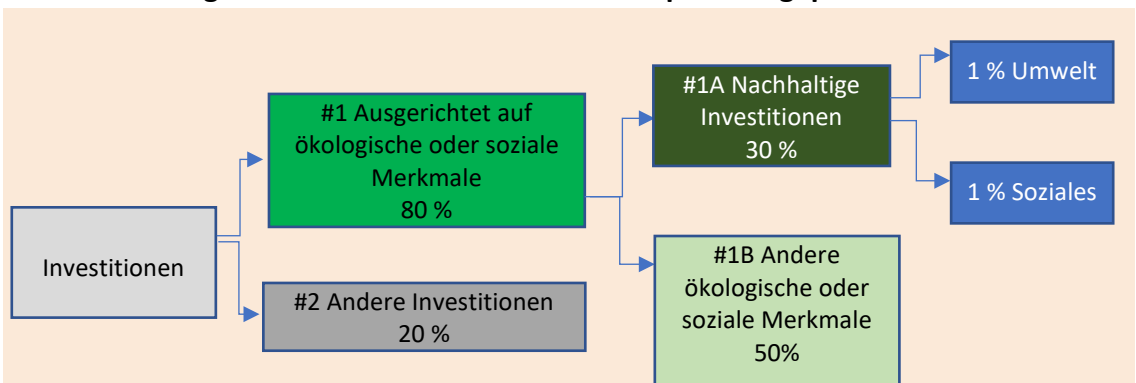 Investitionen
#1 Ausgerichtet auf
ökologische oder soziale
Merkmale
80 %
#2 Andere Investitionen
20 %
#1A Nachhaltige
Investitionen
30 %
#1B Andere
ökologische oder
soziale Merkmale
50%
1 % Umwelt
1 % Soziales